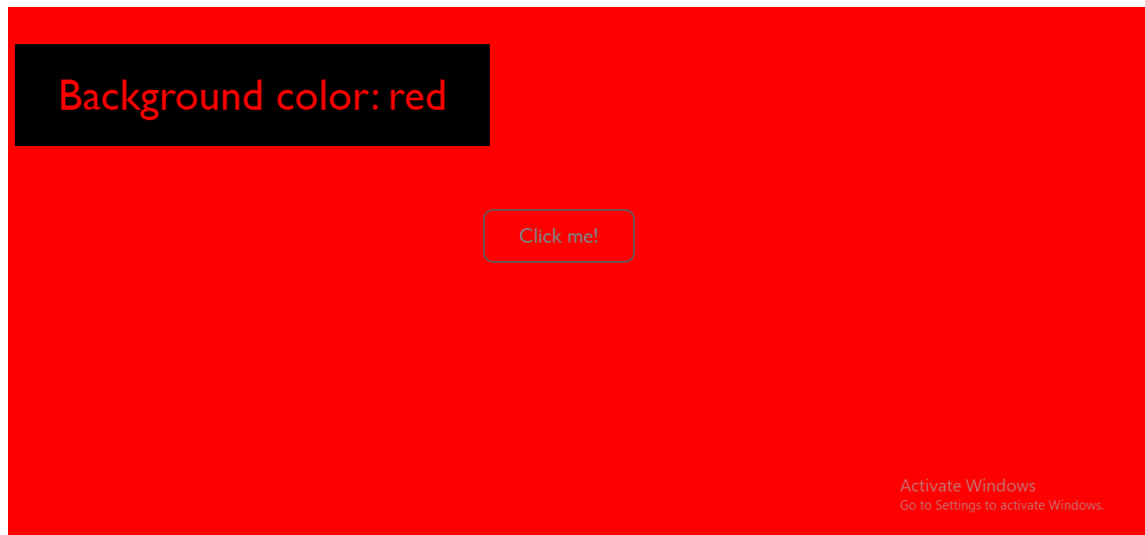 Background color: red
Click me!
Activate Windows
Go to Settings to activate Windows.